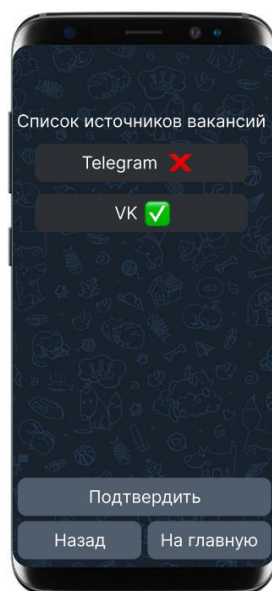 Список источников вакансий
Telegram ❌
VK ✅
Подтвердить
Назад
На главную